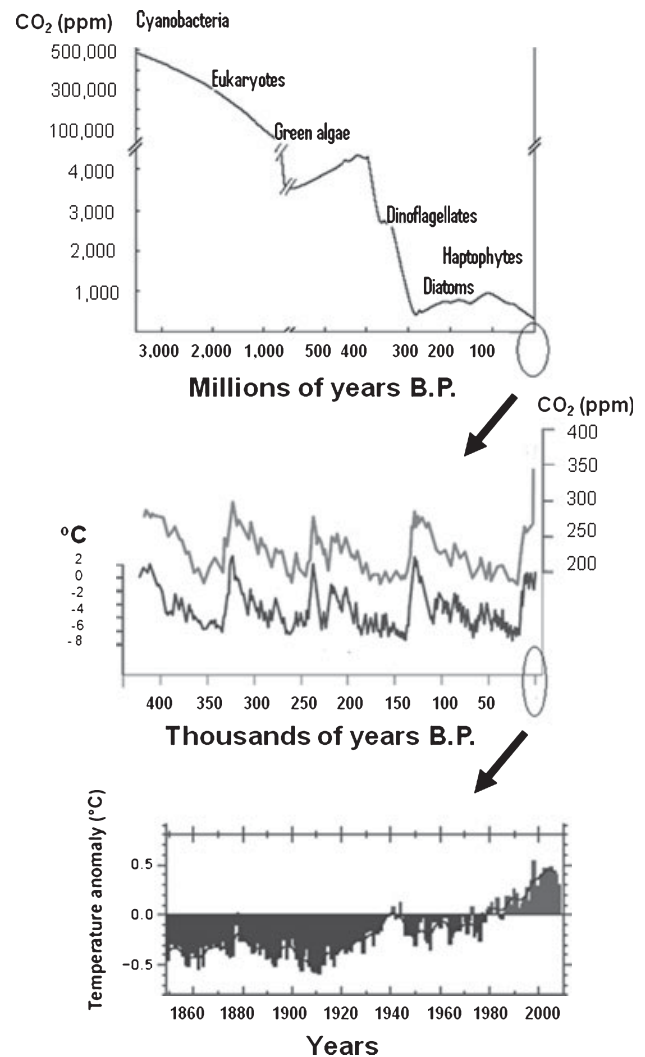 CO₂ (ppm) Cyanobacteria
500,000
Eukaryotes
300,000
100,000
Green algae
4,000
3,000
Dinoflagellates
2,000
Haptophytes
Diatoms
1,000
3.000 2,000 1,000 500 400 300 200 100
Millions of years B.P.
CO₂ (ppm)
400
350
300
250
200
ºC
2
0
-2
-4
-6
-8
400 350 300 250 200 150 100 50
Thousands of years B.P.
Temperature anomaly (°C)
0.5
0.0
−0.5
1860 1880 1900 1920 1940 1960 1980 2000
Years